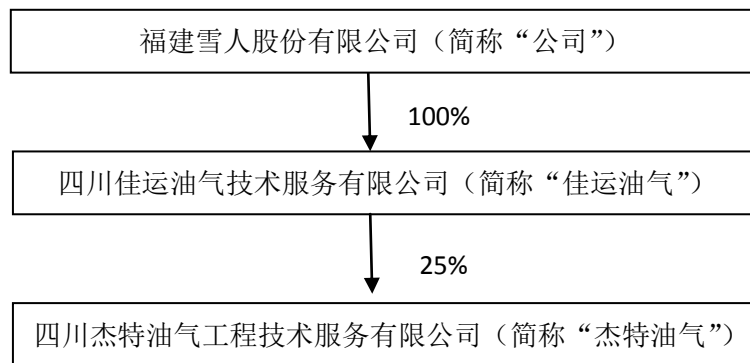 福建雪人股份有限公司（简称“公司”）
100%
四川佳运油气技术服务有限公司（简称“佳运油气”）
25%
四川杰特油气工程技术服务有限公司（简称“杰特油气”）